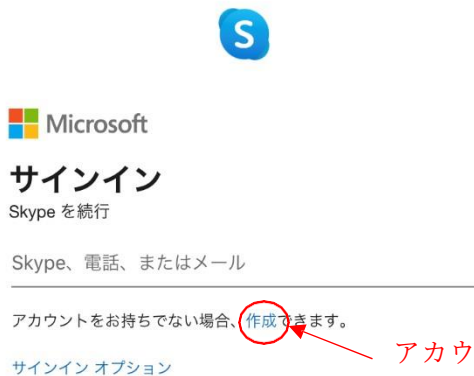 S
Microsoft
サインイン
Skype を続行
Skype、電話、またはメール
アカウントをお持ちでない場合、作成できます。
アカウ
サインイン オプション